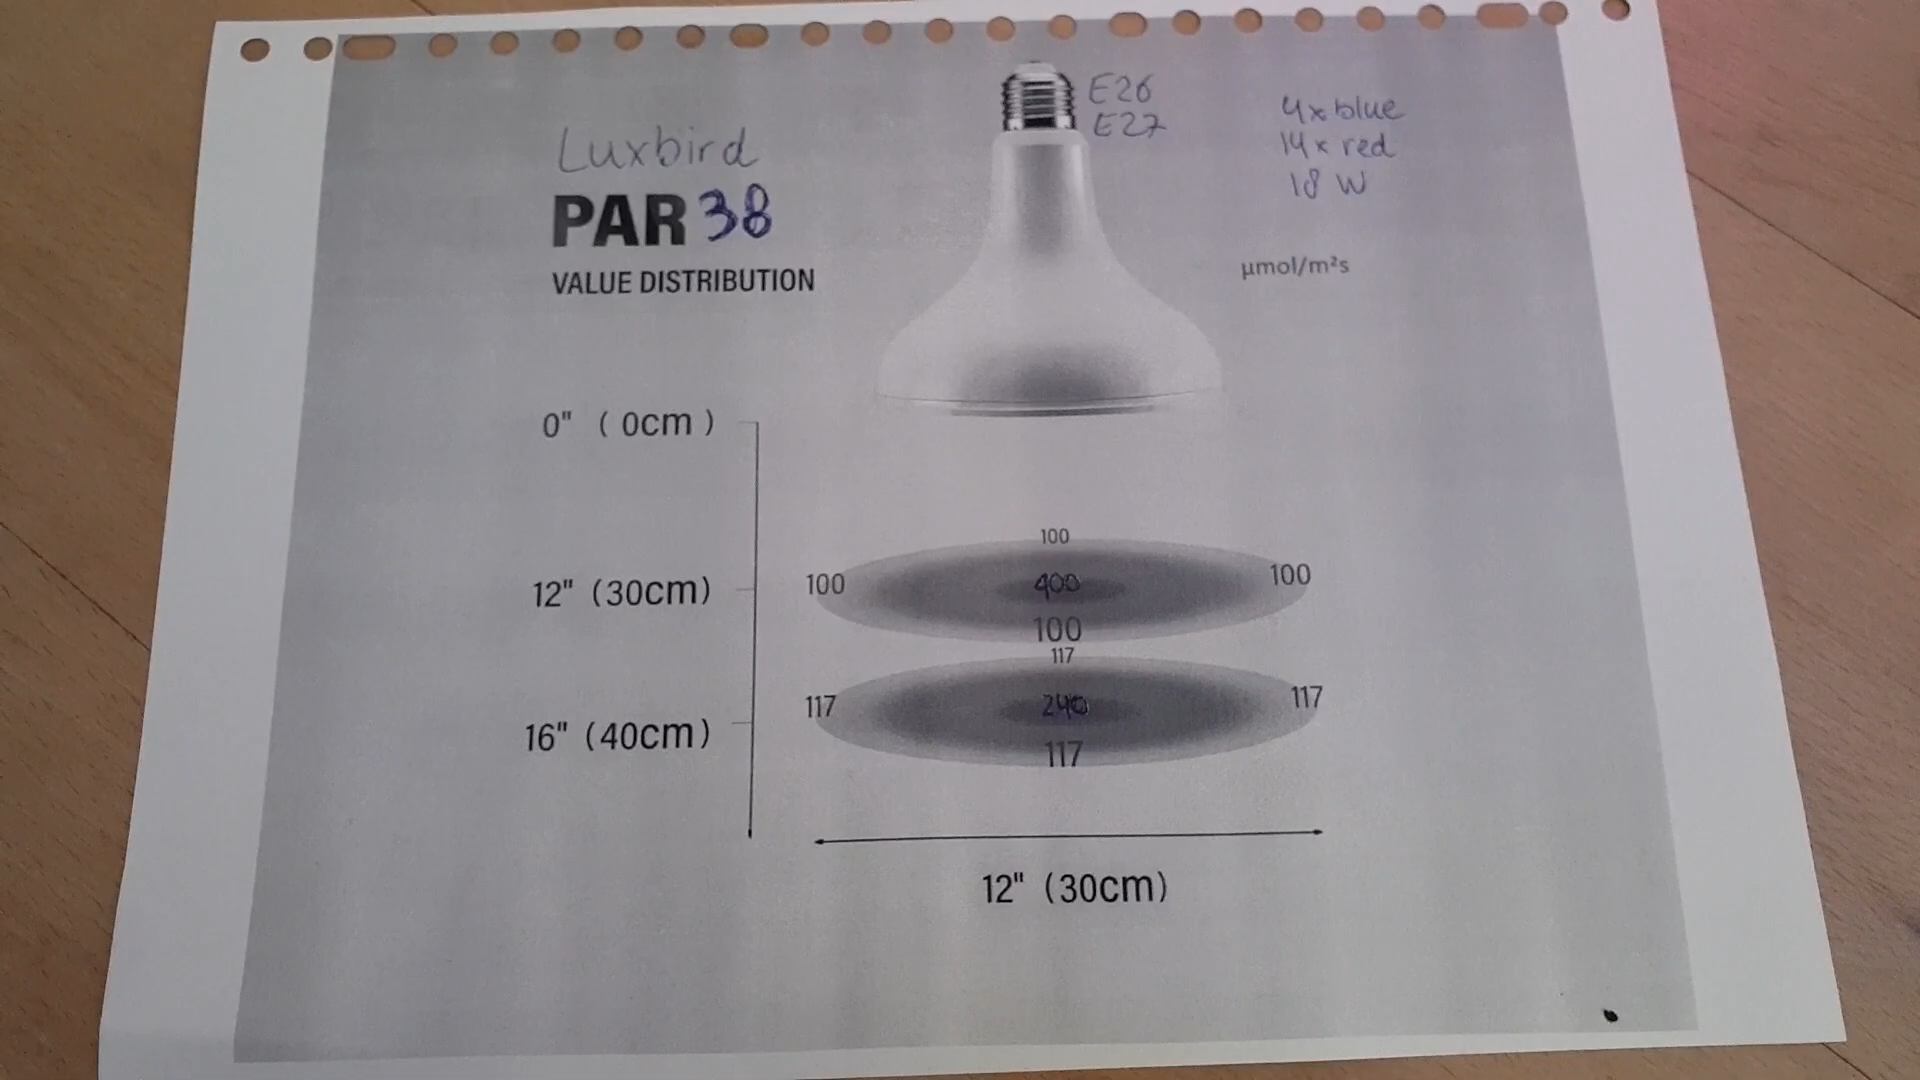 E26
E27
4x blue
14x red
18 W
Luxbird
PAR 38
VALUE DISTRIBUTION
µmol/m²s
0" ( 0cm )
12" (30cm)
100
100
400
100
100
16" (40cm)
117
117
240
117
117
12" (30cm)